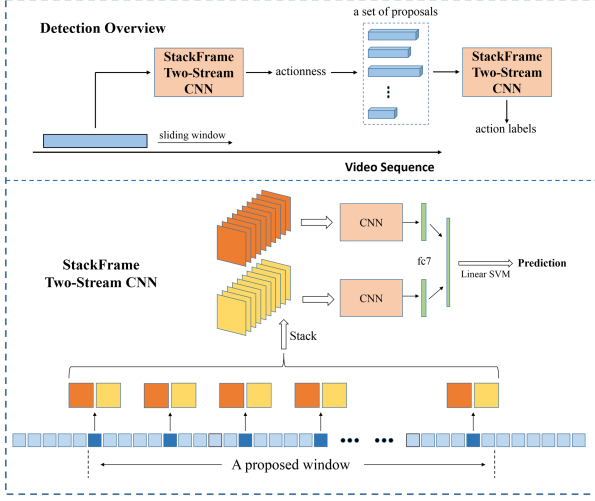 Detection Overview
a set of proposals
StackFrame
Two-Stream
CNN
actionness
StackFrame
Two-Stream
CNN
action labels
sliding window
Video Sequence
StackFrame
Two-Stream CNN
CNN
fc7
CNN
Linear SVM
Prediction
Stack
A proposed window